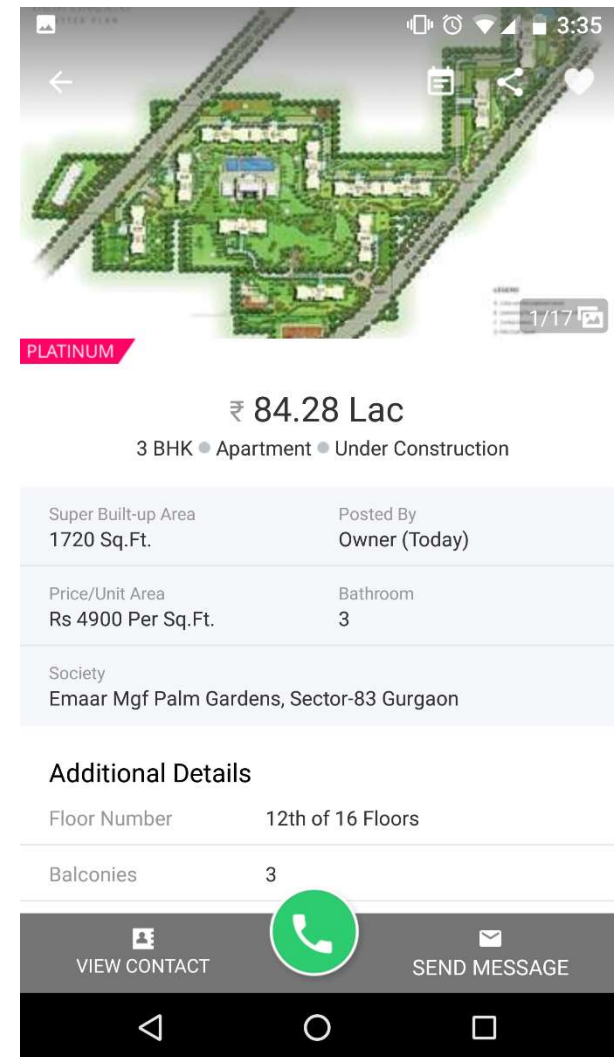 3:35
1/17
PLATINUM
₹ 84.28 Lac
3 BHK ● Apartment ● Under Construction
Super Built-up Area
1720 Sq.Ft.
Posted By
Owner (Today)
Price/Unit Area
Rs 4900 Per Sq.Ft.
Bathroom
3
Society
Emaar Mgf Palm Gardens, Sector-83 Gurgaon
Additional Details
Floor Number 12th of 16 Floors
Balconies 3
VIEW CONTACT
SEND MESSAGE